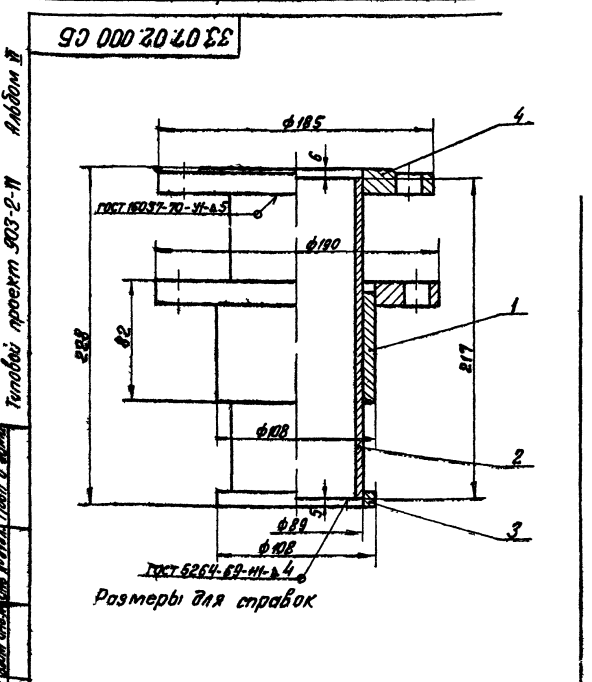 33.07.02.000 СБ
Альбом VI
Типовой проект 903-2-11
ф185
6
4
ГОСТ 16037-70-У1-⊿5
ф190
228
82
217
1
ф108
2
5
ф89
3
ф108
ГОСТ 5264-69-Н1-⊿4
Размеры для справок